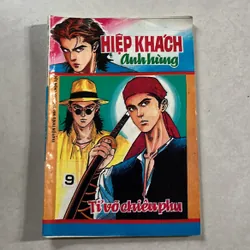 HIỆP KHÁCH
Anh hùng
9
Tỉ võ chiêu phu